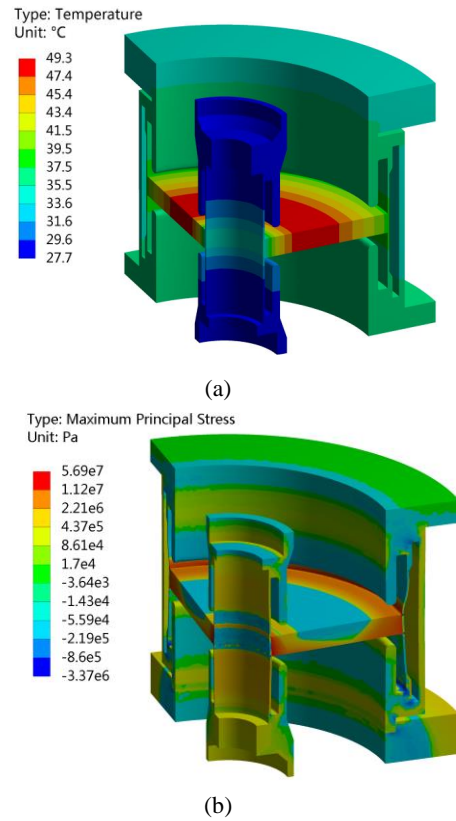 Type: Temperature
Unit: °C
49.3
47.4
45.4
43.4
41.5
39.5
37.5
35.5
33.6
31.6
29.6
27.7
(a)
Type: Maximum Principal Stress
Unit: Pa
5.69e7
1.12e7
2.21e6
4.37e5
8.61e4
1.7e4
-3.64e3
-1.43e4
-5.59e4
-2.19e5
-8.6e5
-3.37e6
(b)